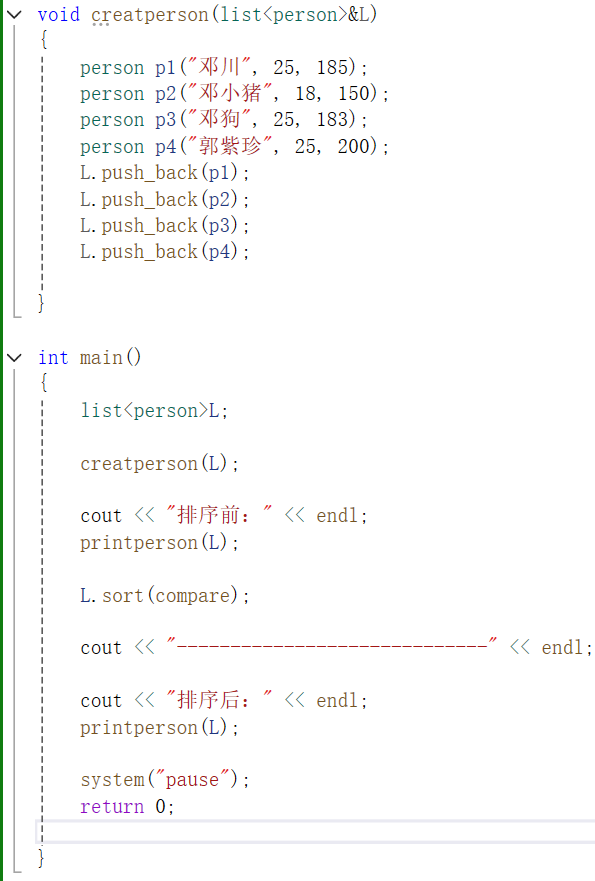 void creatperson(list<person>&L)
{
person p1("邓川", 25, 185);
person p2("邓小猪", 18, 150);
person p3("邓狗", 25, 183);
person p4("郭紫珍", 25, 200);
L.push_back(p1);
L.push_back(p2);
L.push_back(p3);
L.push_back(p4);
}
int main()
{
list<person>L;
creatperson(L);
cout << "排序前：" << endl;
printperson(L);
L.sort(compare);
cout << "-----------------------------" << endl;
cout << "排序后：" << endl;
printperson(L);
system("pause");
return 0;
}